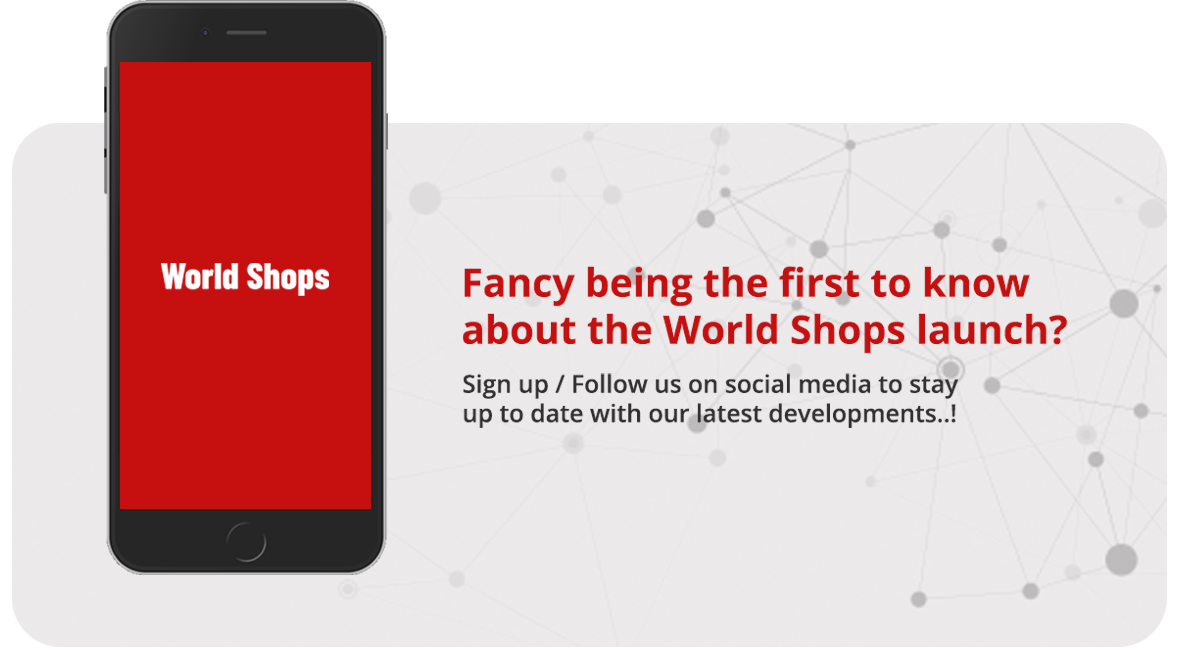 World Shops
Fancy being the first to know
about the World Shops launch?
Sign up / Follow us on social media to stay
up to date with our latest developments..!